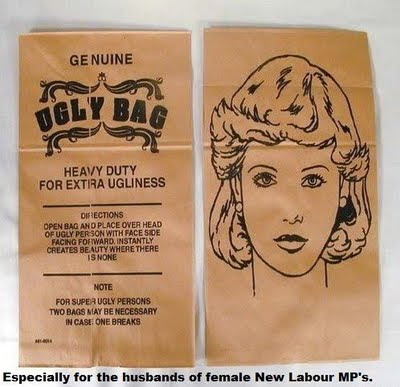 GENUINE
UGLY BAG
HEAVY DUTY
FOR EXTRA UGLINESS
DIRECTIONS
OPEN BAG AND PLACE OVER HEAD
OF UGLY PERSON WITH FACE SIDE
FACING FORWARD. INSTANTLY
CREATES BEAUTY WHERE THERE
IS NONE
NOTE
FOR SUPER UGLY PERSONS
TWO BAGS MAY BE NECESSARY
IN CASE ONE BREAKS
Especially for the husbands of female New Labour MP's.